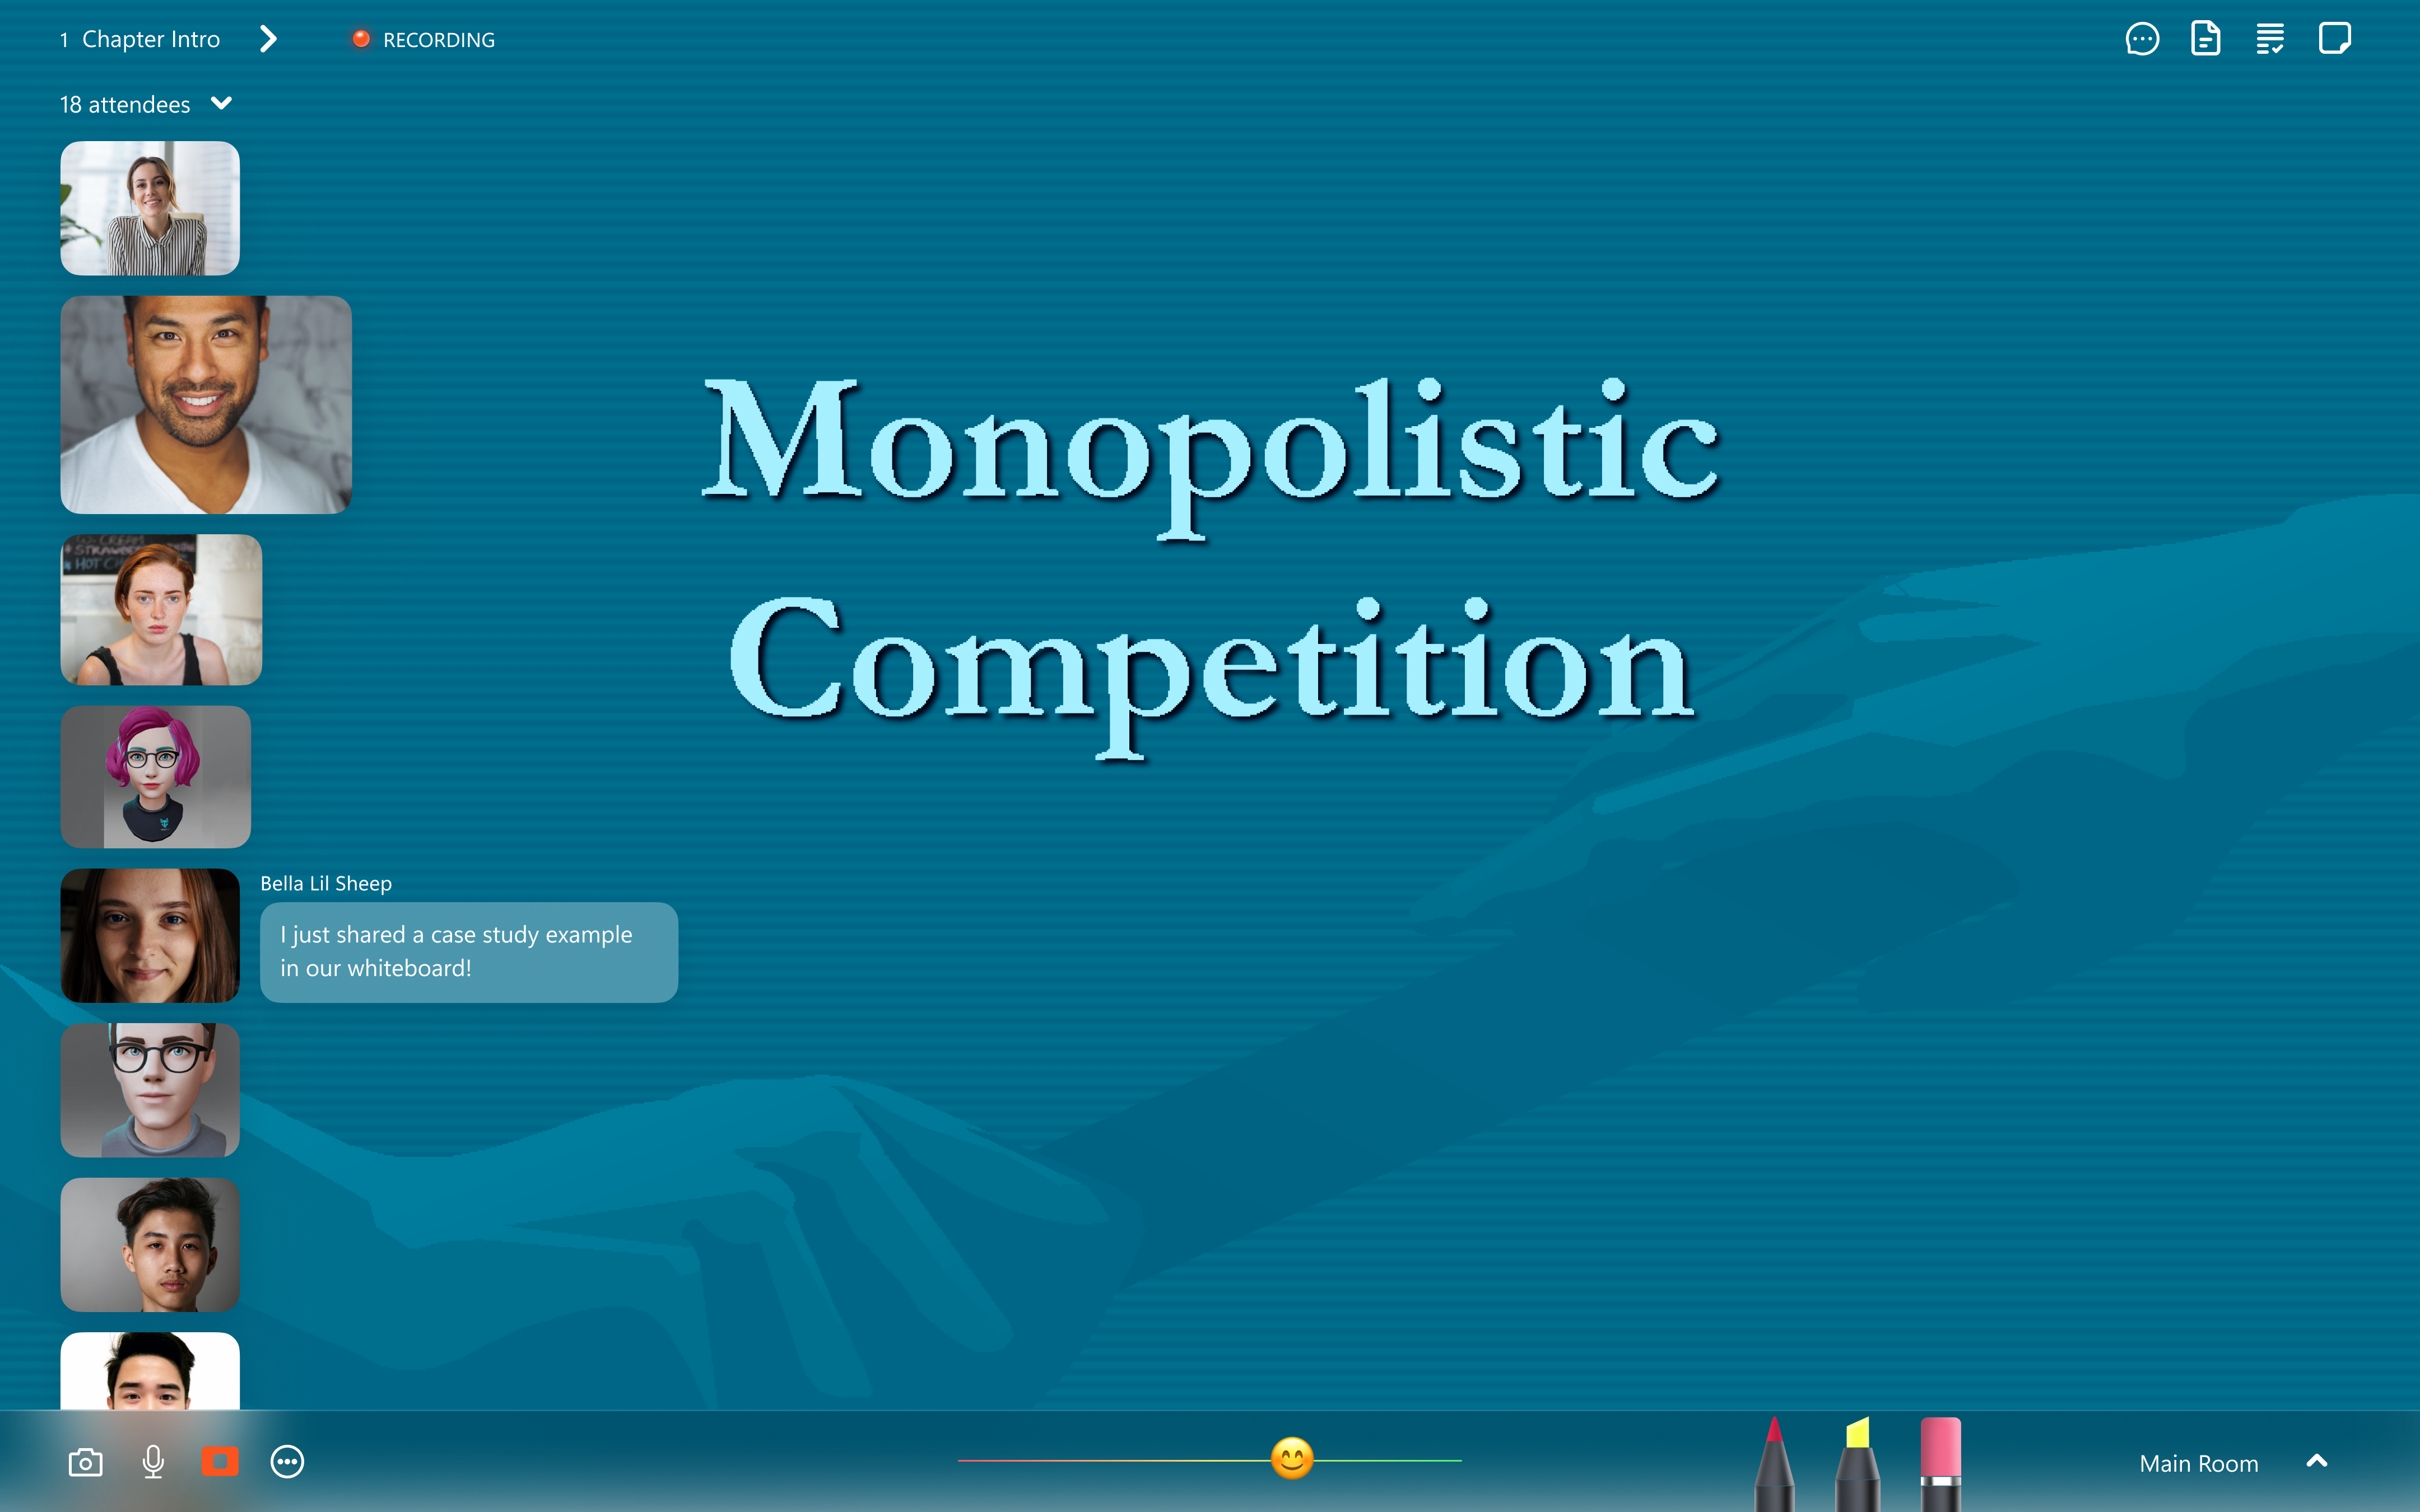 1 Chapter Intro
RECORDING
18 attendees
Monopolistic
Competition
Bella Lil Sheep
I just shared a case study example
in our whiteboard!
Main Room